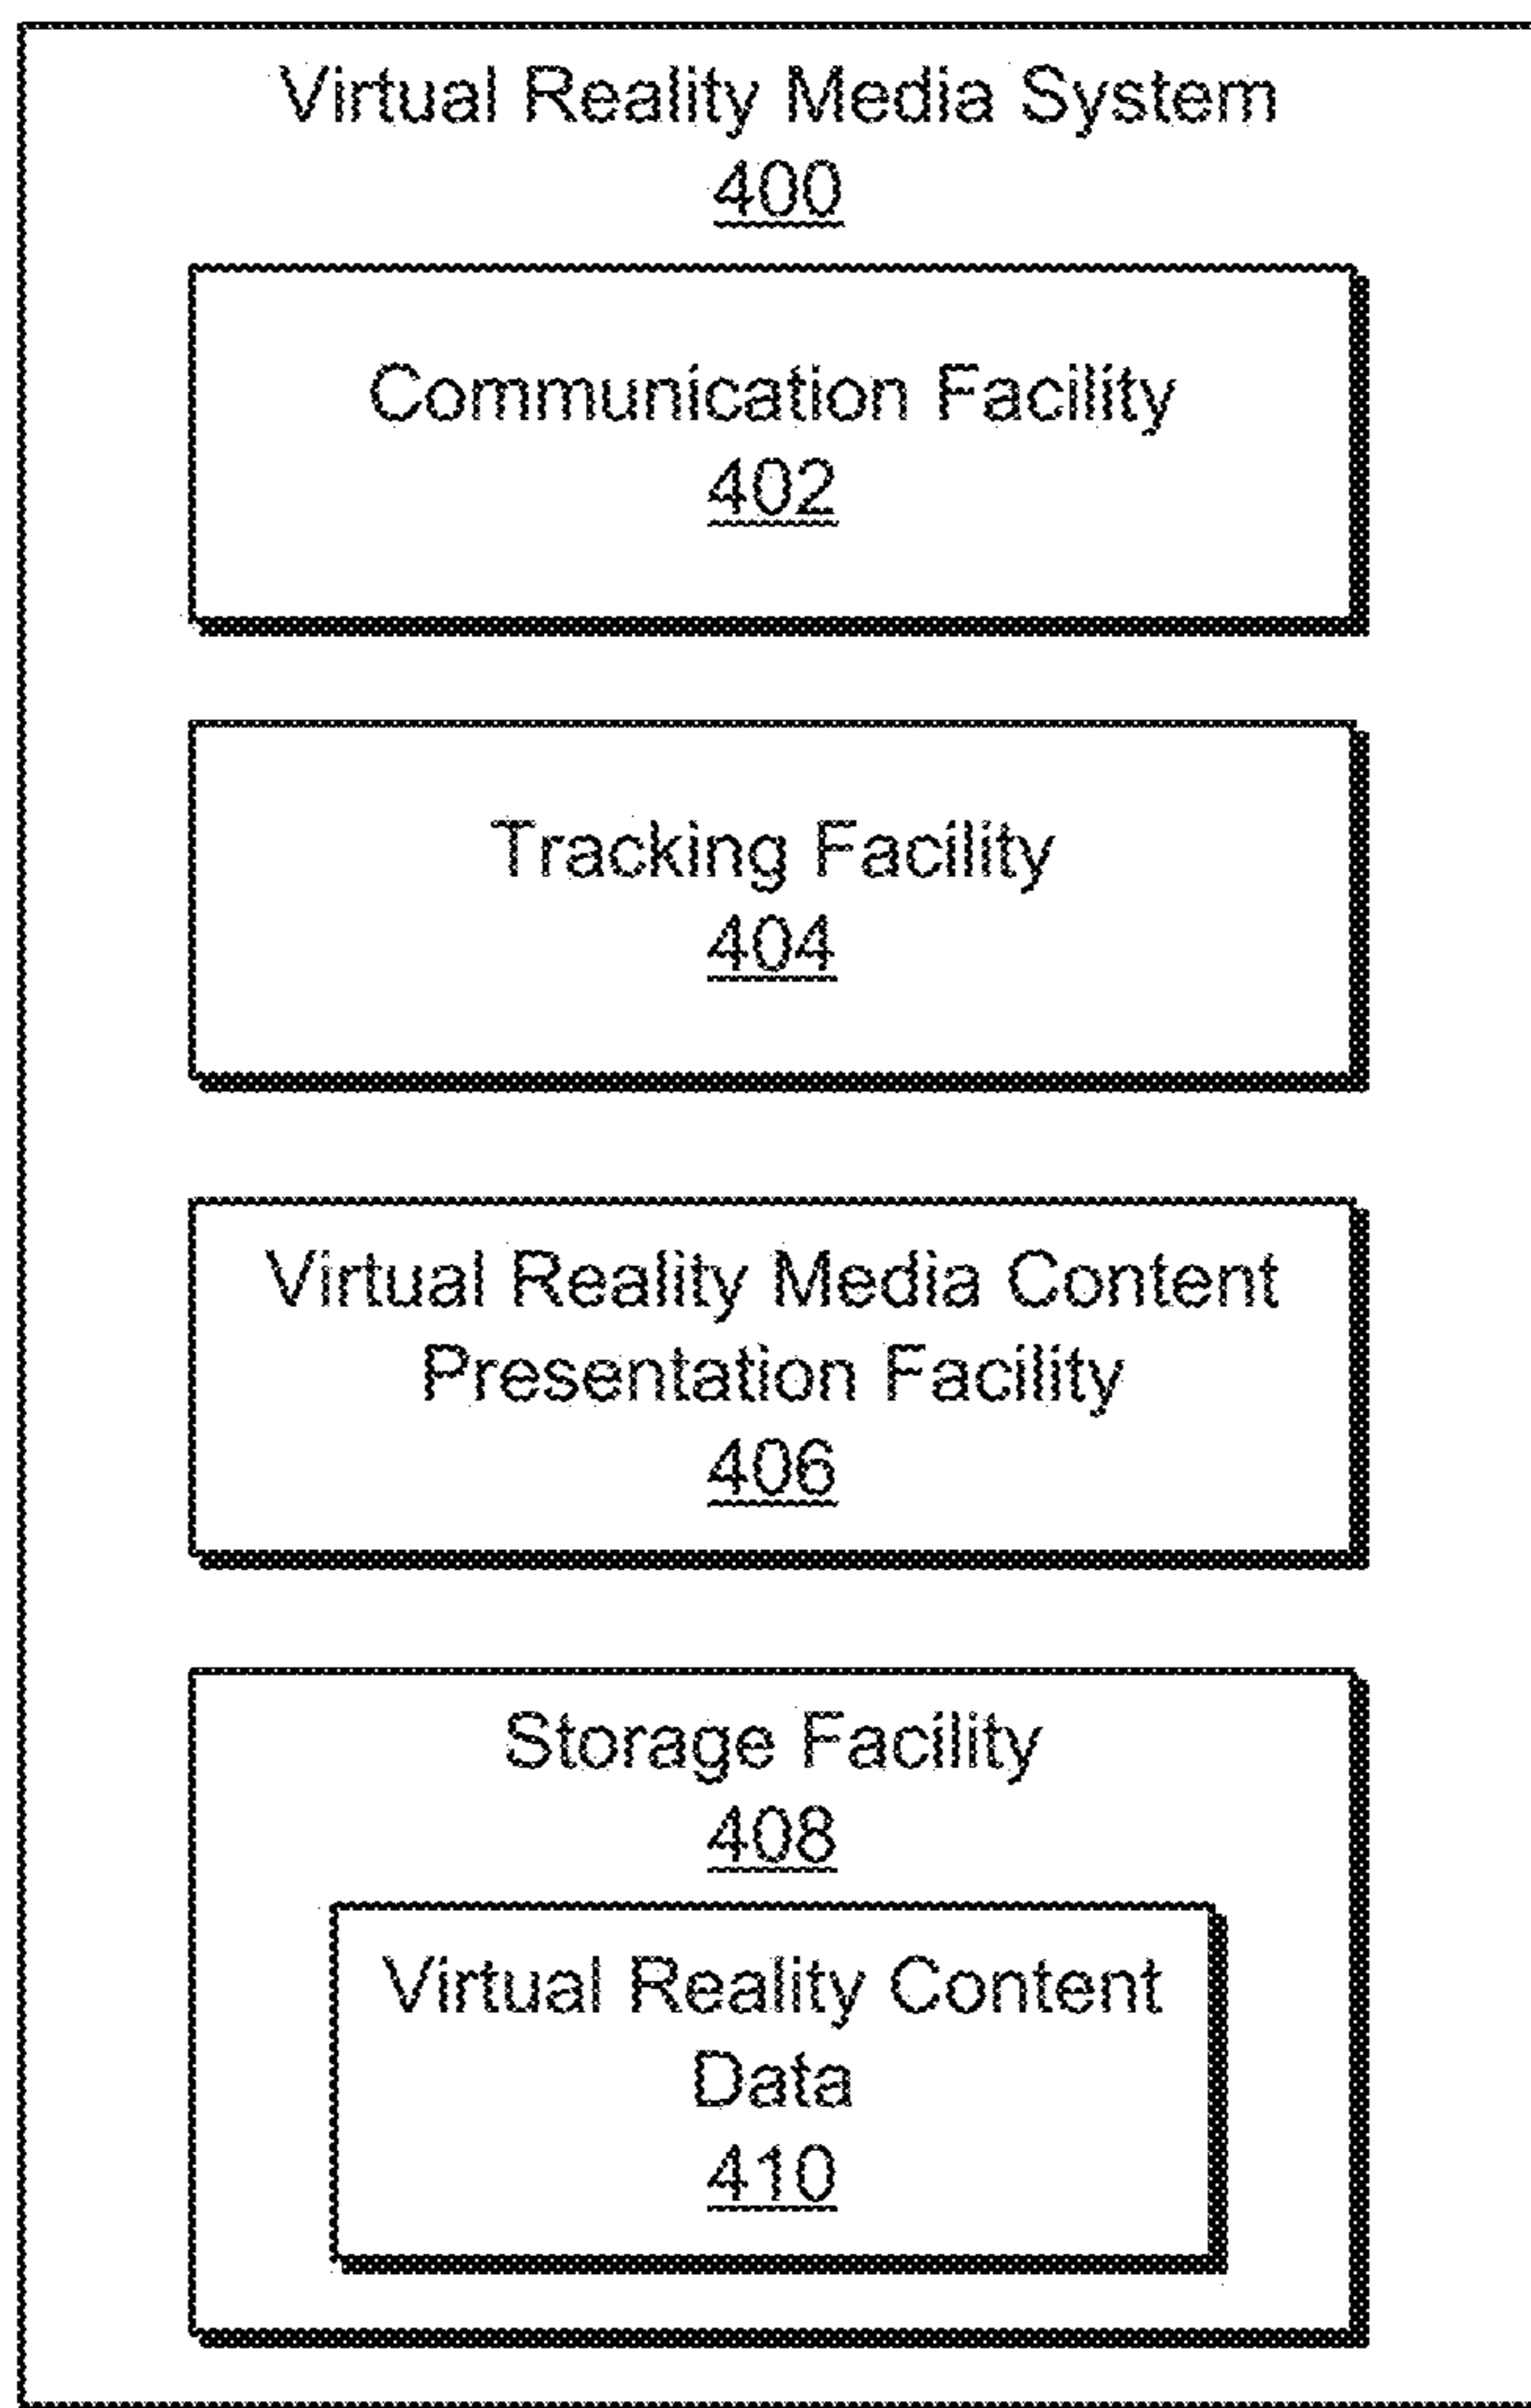 Virtual Reality Media System
400
Communication Facility
402
Tracking Facility
404
Virtual Reality Media Content
Presentation Facility
406
Storage Facility
408
Virtual Reality Content
Data
410